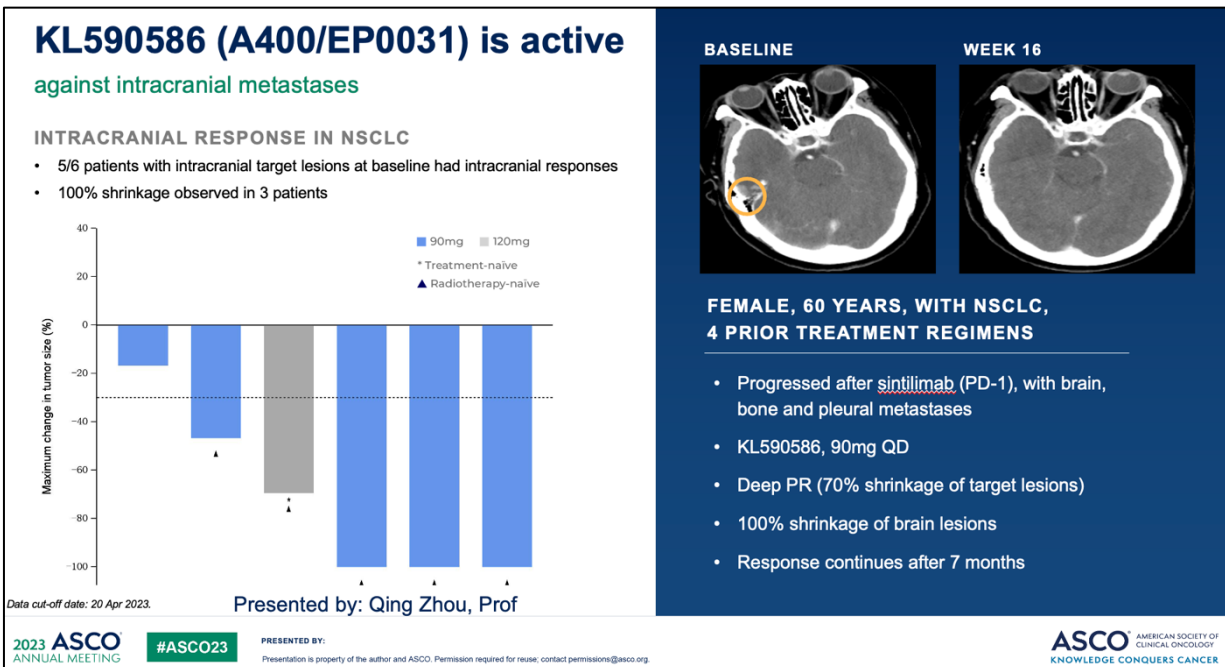 KL590586 (A400/EP0031) is active
against intracranial metastases
INTRACRANIAL RESPONSE IN NSCLC
• 5/6 patients with intracranial target lesions at baseline had intracranial responses
• 100% shrinkage observed in 3 patients
Maximum change in tumor size (%)
40
20
0
−20
−40
−60
−80
−100
90mg 120mg
* Treatment-naïve
▲ Radiotherapy-naïve
▲
*
▲
▲ ▲ ▲
Data cut-off date: 20 Apr 2023.
Presented by: Qing Zhou, Prof
BASELINE
WEEK 16
FEMALE, 60 YEARS, WITH NSCLC,
4 PRIOR TREATMENT REGIMENS
• Progressed after sintilimab (PD-1), with brain,
bone and pleural metastases
• KL590586, 90mg QD
• Deep PR (70% shrinkage of target lesions)
• 100% shrinkage of brain lesions
• Response continues after 7 months
2023 ASCO
ANNUAL MEETING
#ASCO23
PRESENTED BY:
Presentation is property of the author and ASCO. Permission required for reuse; contact permissions@asco.org.
ASCO AMERICAN SOCIETY OF
CLINICAL ONCOLOGY
KNOWLEDGE CONQUERS CANCER